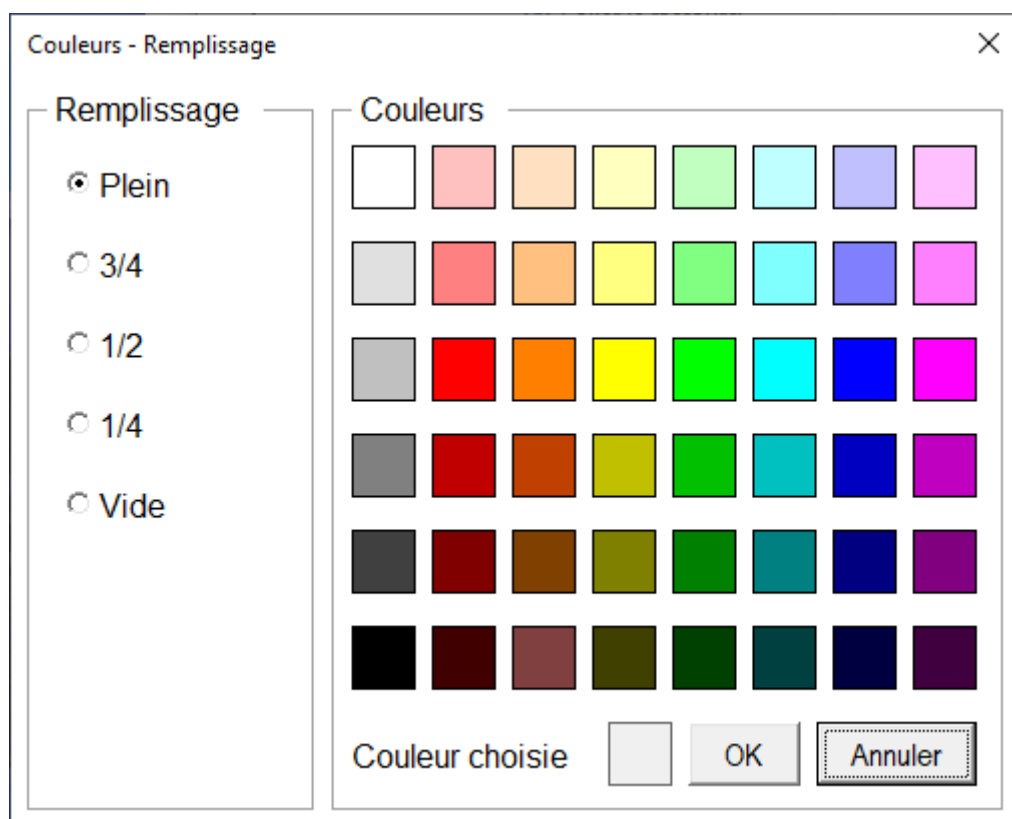 Couleurs - Remplissage
Remplissage
Plein
3/4
1/2
1/4
Vide
Couleurs
Couleur choisie
OK
Annuler